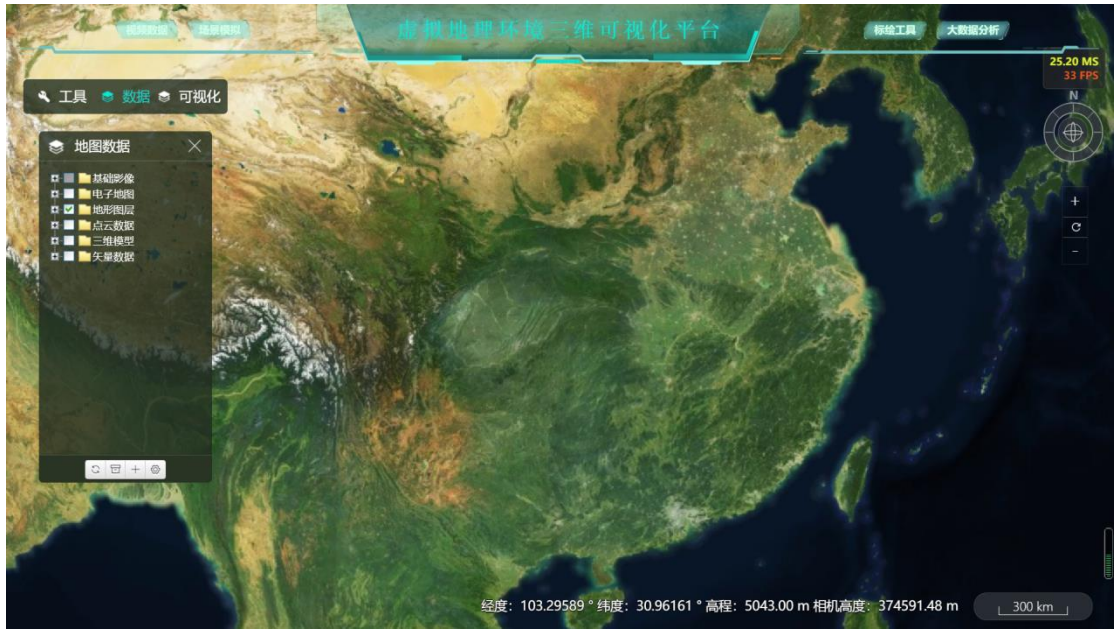 视频数据 场景模拟 虚拟地理环境三维可视化平台 标绘工具 大数据分析
25.20 MS
33 FPS
工具 数据 可视化
N
地图数据
基础影像
电子地图
地形图层
点云数据
三维模型
矢量数据
经度：103.29589 ° 纬度：30.96161 ° 高程：5043.00 m 相机高度：374591.48 m
300 km